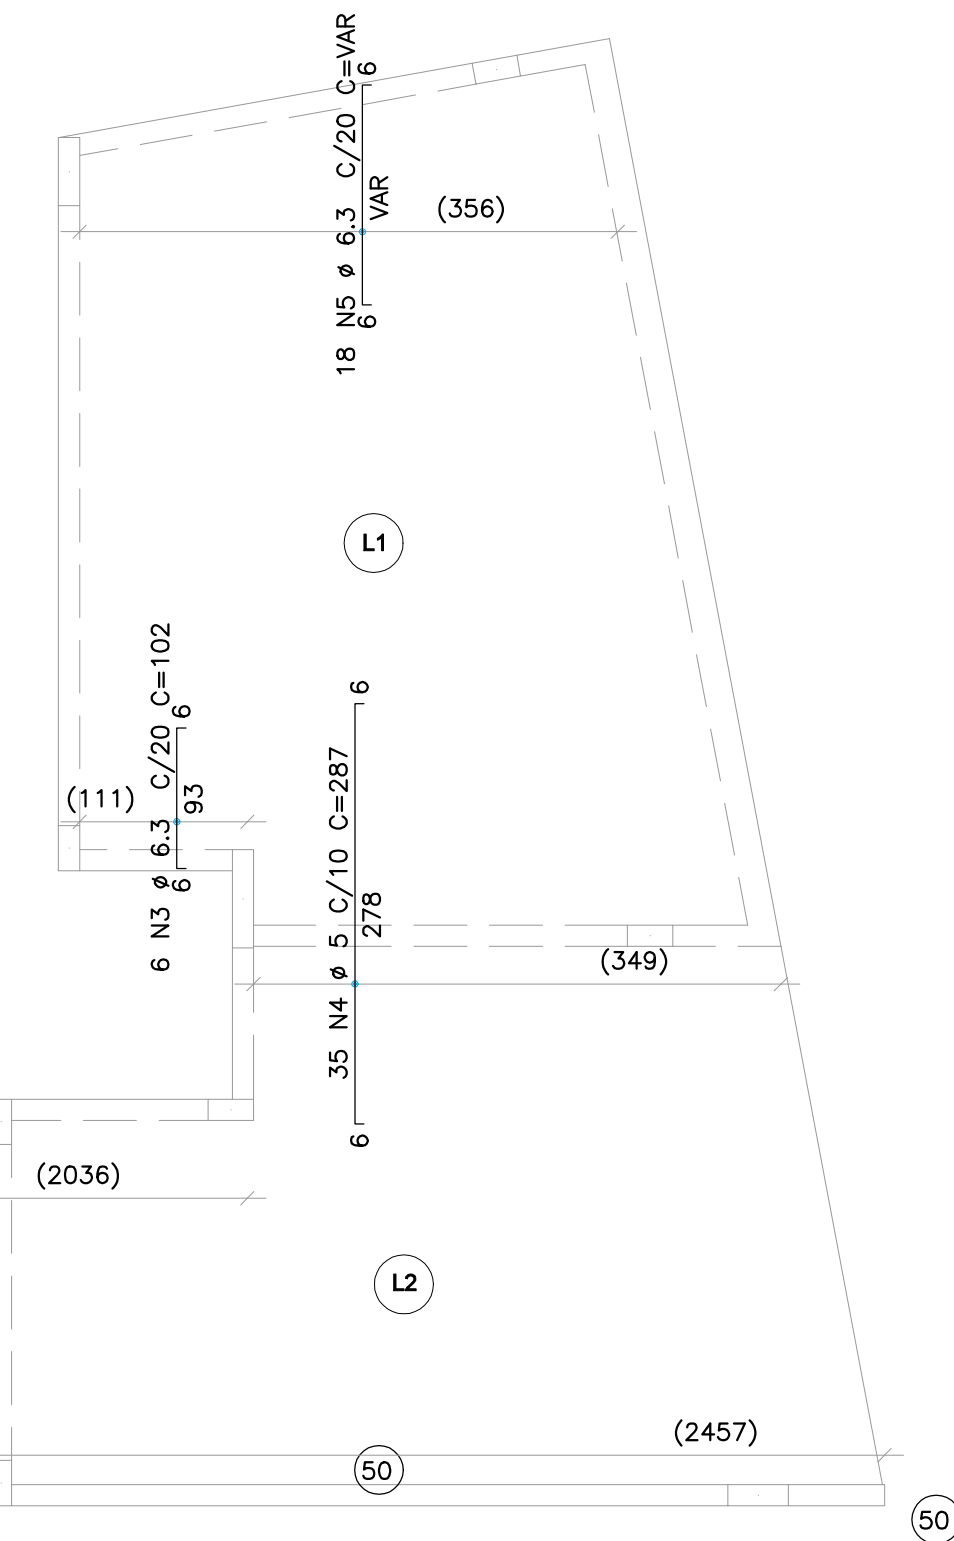 18 N5 ø 6.3 C/20 C=VAR
6
VAR
6
(356)
L1
6 N3 ø 6.3 C/20 C=102
6
93
6
(111)
35 N4 ø 5 C/10 C=287
6
278
6
(349)
(2036)
L2
(2457)
50
50